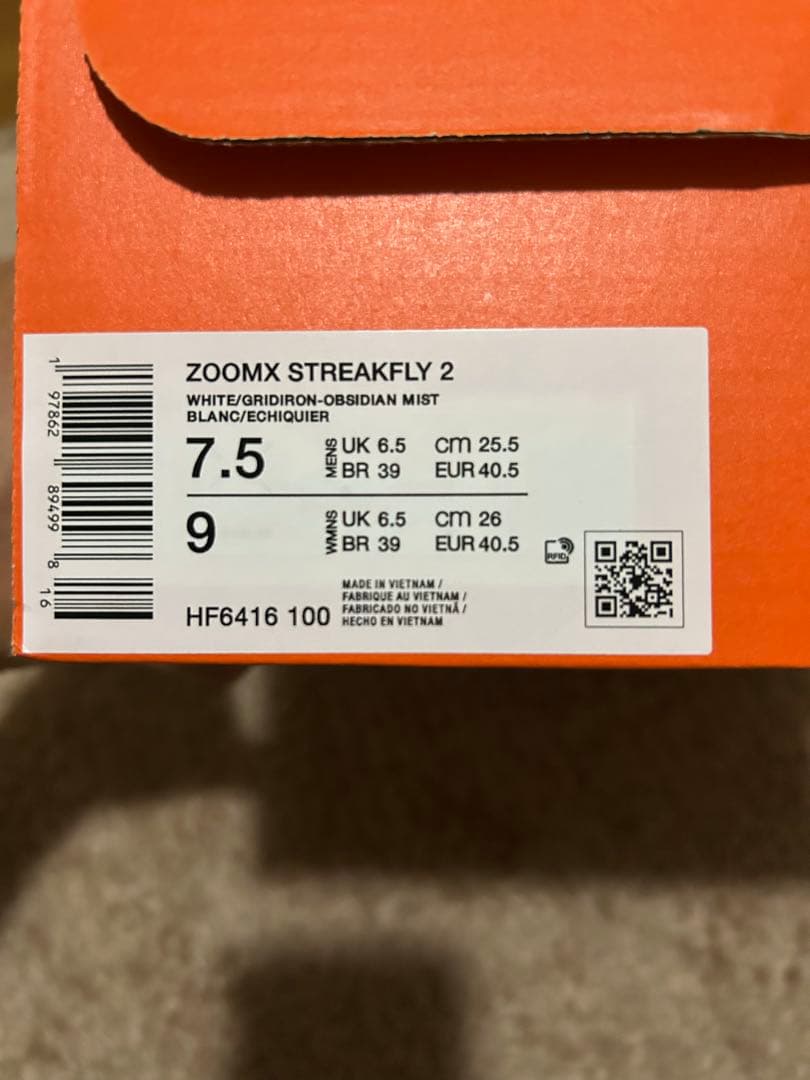 ZOOMX STREAKFLY 2
WHITE/GRIDIRON-OBSIDIAN MIST
BLANC/ECHIQUIER
7.5 MENS UK 6.5 CM 25.5
BR 39 EUR 40.5
9 WMNS UK 6.5 CM 26
BR 39 EUR 40.5
RFID
HF6416 100
MADE IN VIETNAM /
FABRIQUE AU VIETNAM /
FABRICADO NO VIETNÃ /
HECHO EN VIETNAM
1 97862 89499 8 16